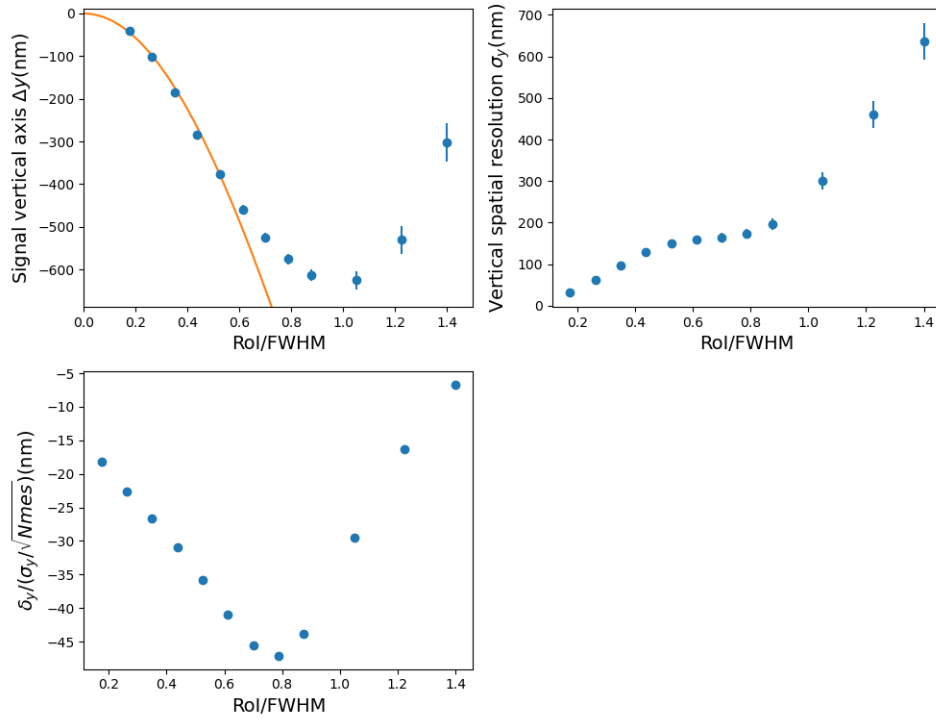 Signal vertical axis Δy(nm)
0
−100
−200
−300
−400
−500
−600
0.0 0.2 0.4 0.6 0.8 1.0 1.2 1.4
RoI/FWHM
Vertical spatial resolution σ_y(nm)
700
600
500
400
300
200
100
0
0.2 0.4 0.6 0.8 1.0 1.2 1.4
RoI/FWHM
δ_y/(σ_y/√Nmes)(nm)
−5
−10
−15
−20
−25
−30
−35
−40
−45
0.2 0.4 0.6 0.8 1.0 1.2 1.4
RoI/FWHM